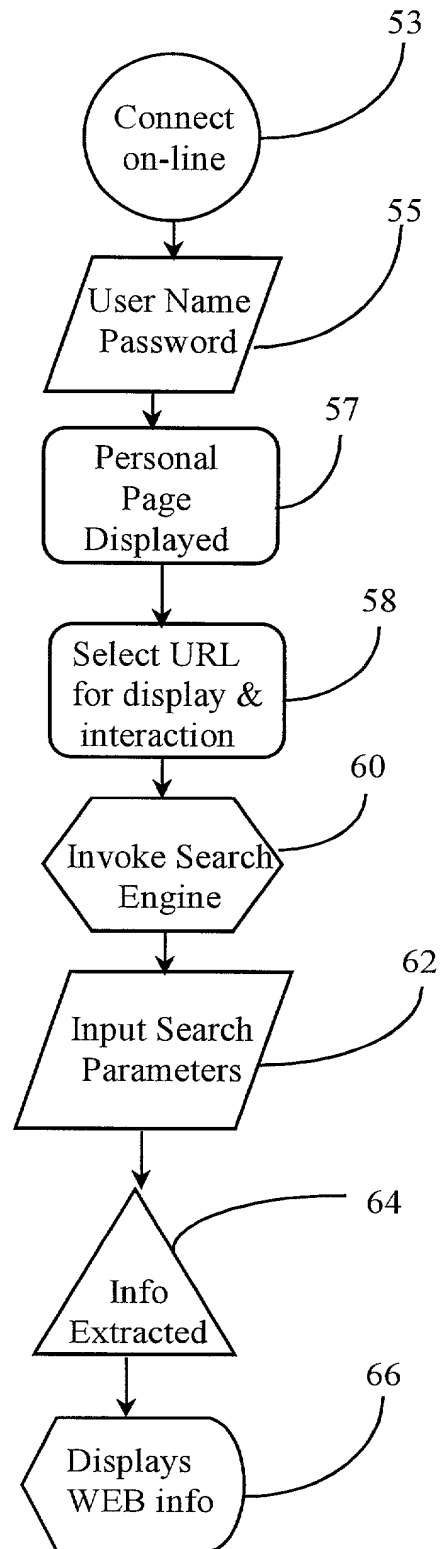 53
Connect
on-line
55
User Name
Password
57
Personal
Page
Displayed
58
Select URL
for display &
interaction
60
Invoke Search
Engine
62
Input Search
Parameters
64
Info
Extracted
66
Displays
WEB info